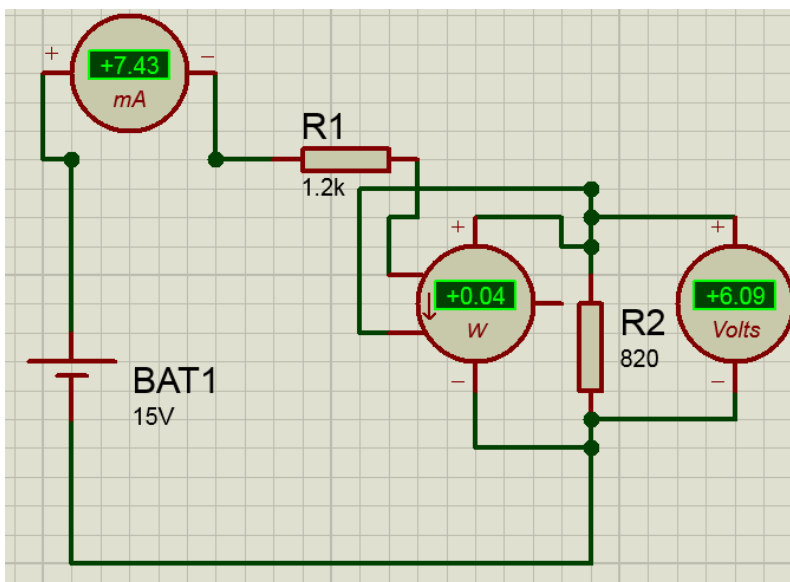 + -
+7.43
mA
R1
1.2k
+ +
+0.04
W
+6.09
Volts
R2
820
- -
BAT1
15V